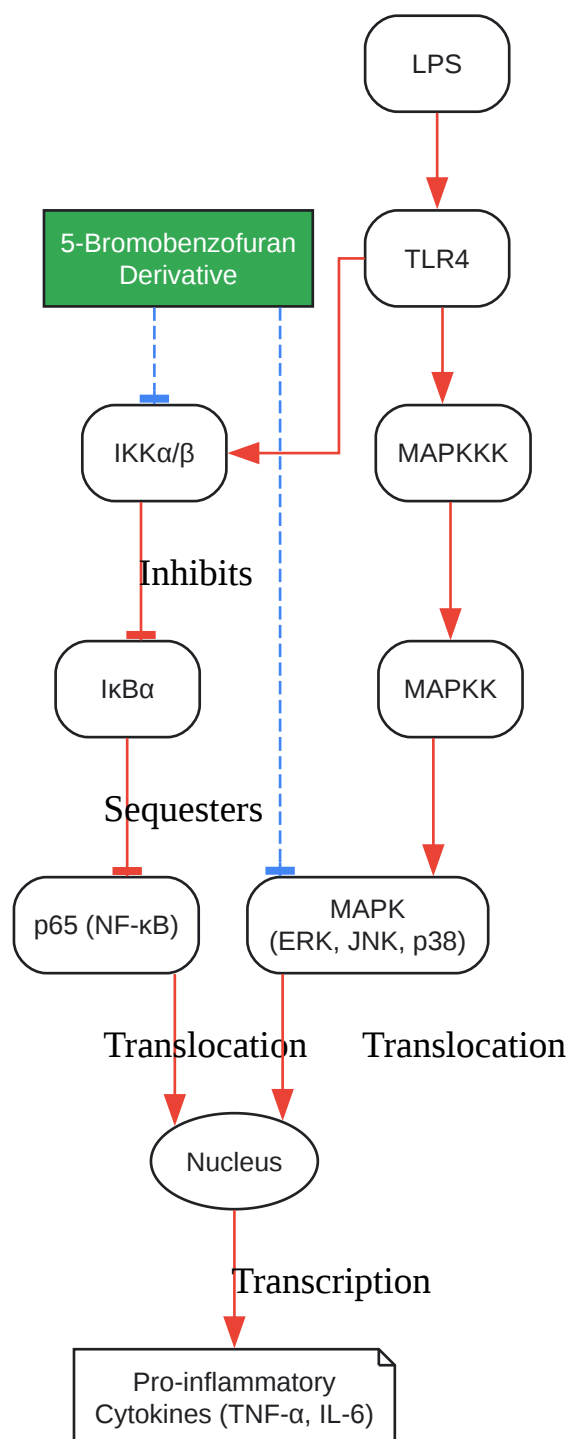 LPS
5-Bromobenzofuran
Derivative
TLR4
IKKα/β
MAPKKK
Inhibits
IκBα
MAPKK
Sequesters
p65 (NF-κB)
MAPK
(ERK, JNK, p38)
Translocation
Translocation
Nucleus
Transcription
Pro-inflammatory
Cytokines (TNF-α, IL-6)